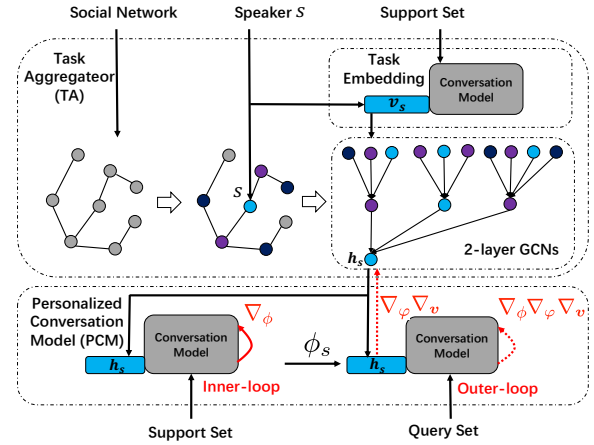 Social Network
Speaker S
Support Set
Task
Aggregateor
(TA)
Task
Embedding
Conversation
Model
v_s
S
h_s
2-layer GCNs
Personalized
Conversation
Model (PCM)
∇_ϕ
Conversation
Model
h_s
Inner-loop
ϕ_s
∇_φ ∇_v
Conversation
Model
h_s
∇_ϕ ∇_φ ∇_v
Outer-loop
Support Set
Query Set